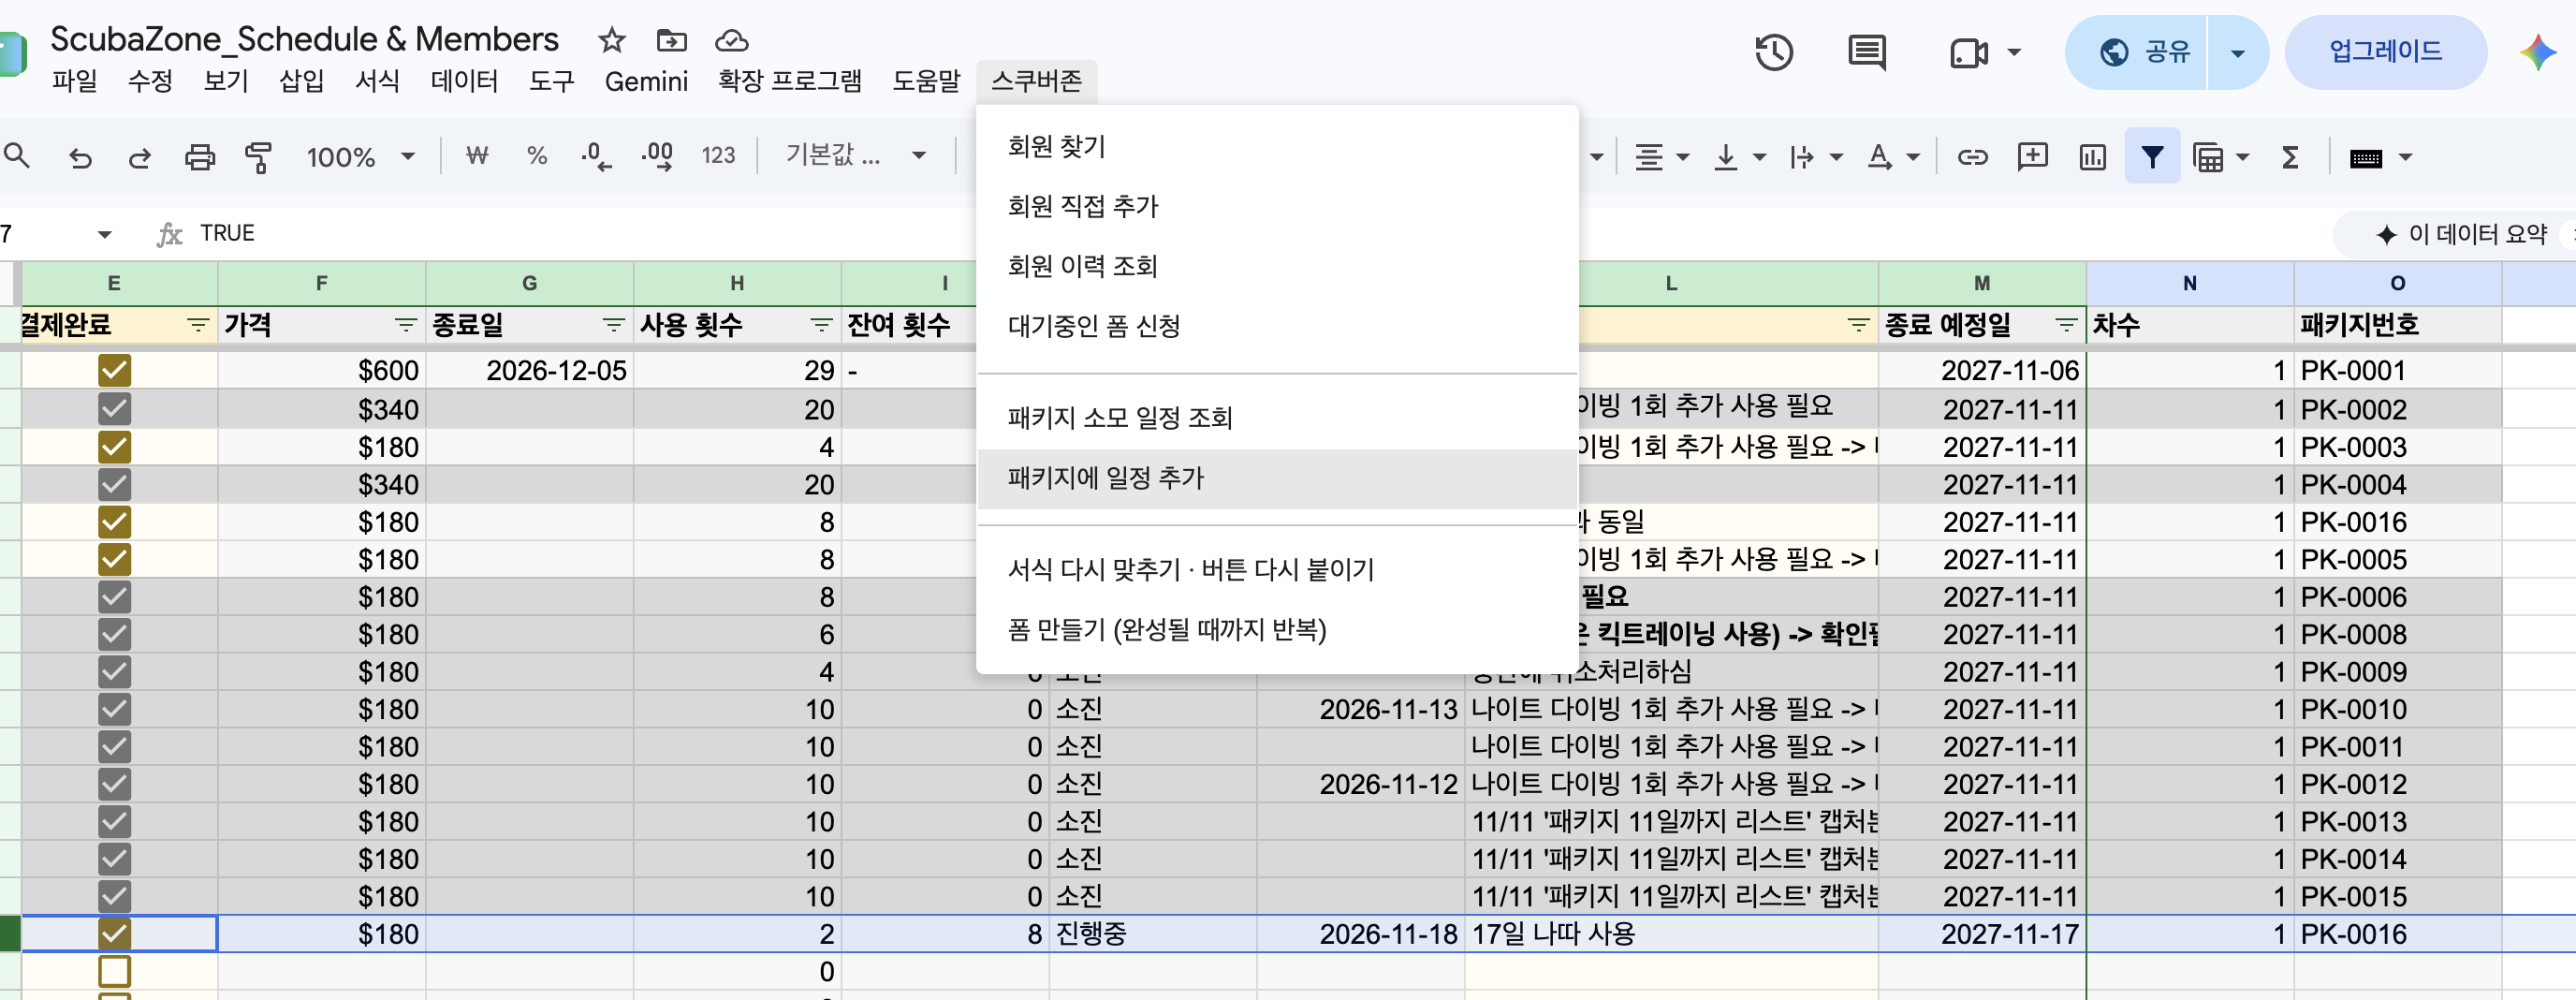 ScubaZone_Schedule & Members
파일 수정 보기 삽입 서식 데이터 도구 Gemini 확장 프로그램 도움말 스쿠버존
공유 업그레이드
100% ₩ % .0 .00 123 기본값 ...
회원 찾기
회원 직접 추가
회원 이력 조회
대기중인 폼 신청
패키지 소모 일정 조회
패키지에 일정 추가
서식 다시 맞추기 · 버튼 다시 붙이기
폼 만들기 (완성될 때까지 반복)
7 fx TRUE 이 데이터 요약
E F G H I L M N O
결제완료 가격 종료일 사용 횟수 잔여 횟수 종료 예정일 차수 패키지번호
$600 2026-12-05 29 - 2027-11-06 1 PK-0001
$340 20 이빙 1회 추가 사용 필요 2027-11-11 1 PK-0002
$180 4 이빙 1회 추가 사용 필요 -> 2027-11-11 1 PK-0003
$340 20 2027-11-11 1 PK-0004
$180 8 동일 2027-11-11 1 PK-0016
$180 8 이빙 1회 추가 사용 필요 -> 2027-11-11 1 PK-0005
$180 8 필요 2027-11-11 1 PK-0006
$180 6 킥트레이닝 사용) -> 확인필 2027-11-11 1 PK-0008
$180 4 소처리하심 2027-11-11 1 PK-0009
$180 10 0 소진 2026-11-13 나이트 다이빙 1회 추가 사용 필요 -> 2027-11-11 1 PK-0010
$180 10 0 소진 나이트 다이빙 1회 추가 사용 필요 -> 2027-11-11 1 PK-0011
$180 10 0 소진 2026-11-12 나이트 다이빙 1회 추가 사용 필요 -> 2027-11-11 1 PK-0012
$180 10 0 소진 11/11 '패키지 11일까지 리스트' 캡처본 2027-11-11 1 PK-0013
$180 10 0 소진 11/11 '패키지 11일까지 리스트' 캡처본 2027-11-11 1 PK-0014
$180 10 0 소진 11/11 '패키지 11일까지 리스트' 캡처본 2027-11-11 1 PK-0015
$180 2 8 진행중 2026-11-18 17일 나따 사용 2027-11-17 1 PK-0016
0